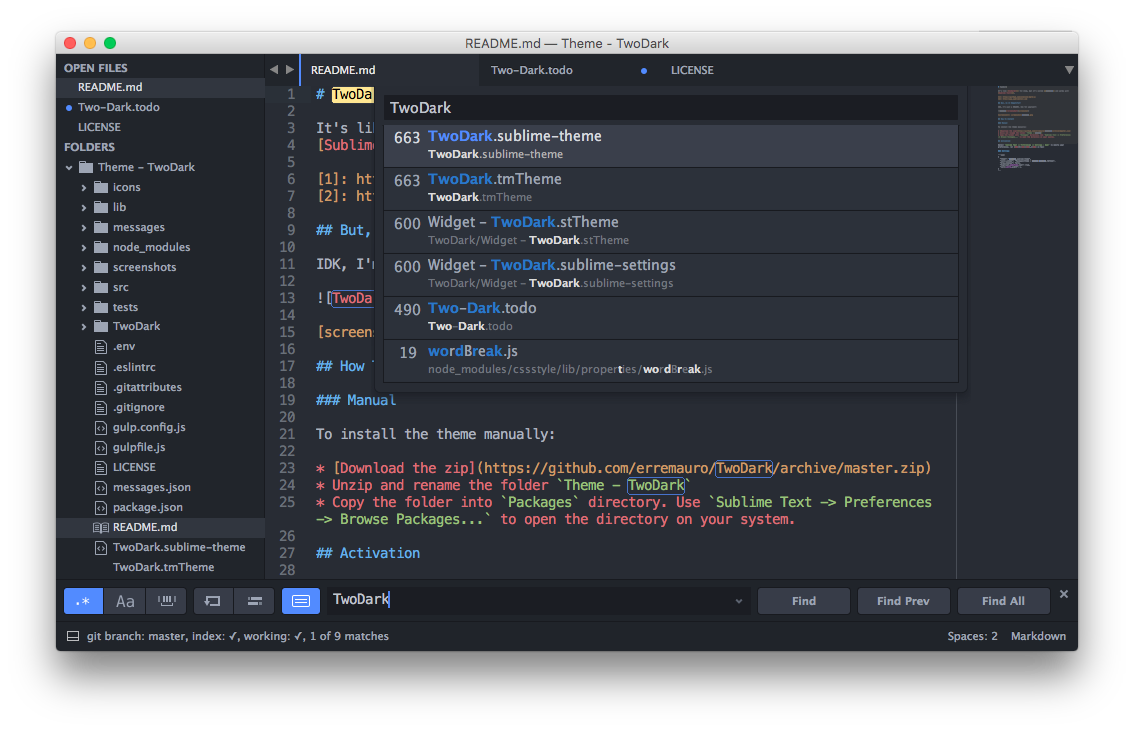 README.md — Theme - TwoDark
OPEN FILES
README.md
Two-Dark.todo
LICENSE
FOLDERS
Theme – TwoDark
icons
lib
messages
node_modules
screenshots
src
tests
TwoDark
.env
.eslintrc
.gitattributes
.gitignore
gulp.config.js
gulpfile.js
LICENSE
messages.json
package.json
README.md
TwoDark.sublime-theme
TwoDark.tmTheme
README.md
Two-Dark.todo
LICENSE
TwoDark
663 TwoDark.sublime-theme
TwoDark.sublime-theme
663 TwoDark.tmTheme
TwoDark.tmTheme
600 Widget – TwoDark.stTheme
TwoDark/Widget – TwoDark.stTheme
600 Widget – TwoDark.sublime-settings
TwoDark/Widget – TwoDark.sublime-settings
490 Two-Dark.todo
Two-Dark.todo
19 wordBreak.js
node_modules/cssstyle/lib/properties/wordBreak.js
1 # TwoDa
2
3 It's li
4 [Sublim
5
6 [1]: ht
7 [2]: ht
8
9 ## But,
10
11 IDK, I'm
12
13 ![TwoDa
14
15 [screens
16
17 ## How
18
19 ### Manual
20
21 To install the theme manually:
22
23 * [Download the zip](https://github.com/erremauro/TwoDark/archive/master.zip)
24 * Unzip and rename the folder `Theme – TwoDark`
25 * Copy the folder into `Packages` directory. Use `Sublime Text -> Preferences
-> Browse Packages...` to open the directory on your system.
26
27 ## Activation
28
.* Aa
TwoDark
Find
Find Prev
Find All
git branch: master, index: ✓, working: ✓, 1 of 9 matches
Spaces: 2
Markdown